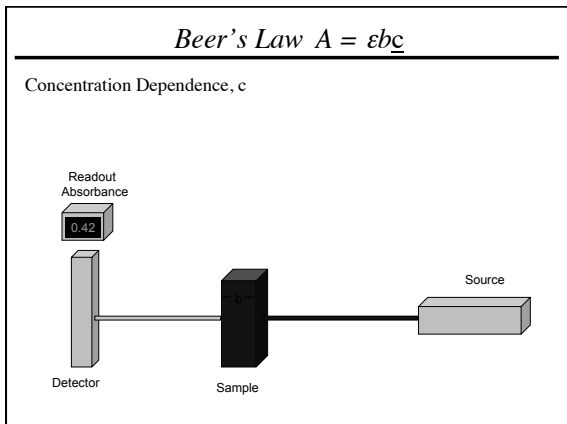 Beer's Law A = εbc
Concentration Dependence, c
Readout
Absorbance
0.42
Source
b
Detector
Sample